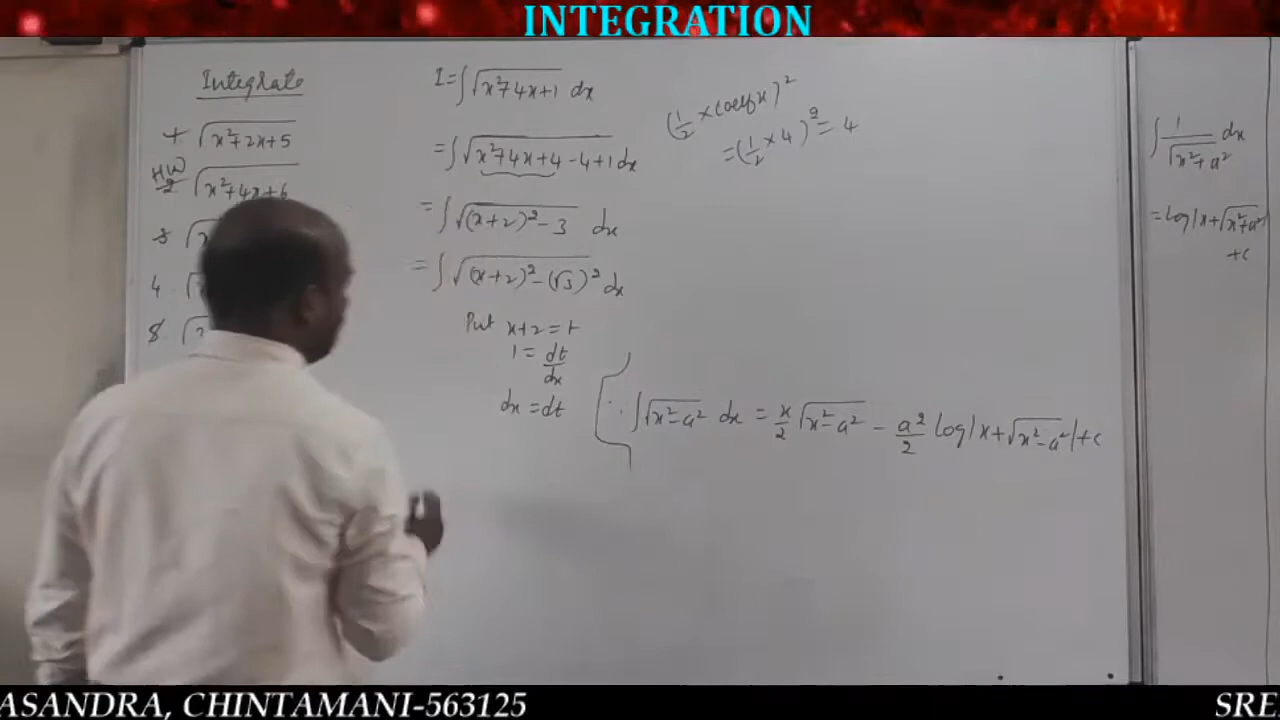 INTEGRATION
Integrate
1 √x²+2x+5
HW
2 √x²+4x+6
3 √
4 √
5 √
I=∫√x²+4x+1 dx
=∫√x²+4x+4-4+1 dx
=∫√(x+2)²-3 dx
=∫√(x+2)²-(√3)² dx
Put x+2=t
1=dt/dx
dx=dt
∵ ∫√x²-a² dx = x/2 √x²-a² - a²/2 log|x+√x²-a²|+c
(1/2 × coeff x)²
=(1/2 × 4)²=4
∫ 1/√x²+a² dx
=log|x+√x²+a²|
+c
ASANDRA, CHINTAMANI-563125
SRE